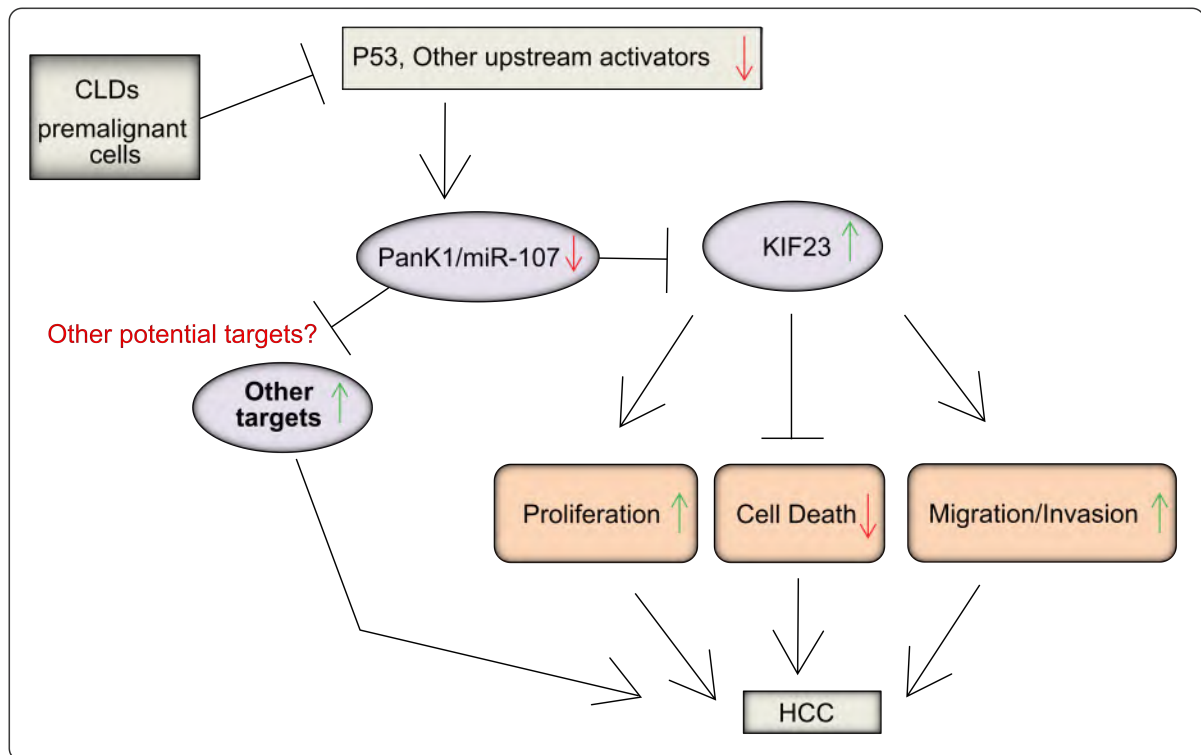 P53, Other upstream activators
CLDs
premalignant
cells
PanK1/miR-107
KIF23
Other potential targets?
Other
targets
Proliferation
Cell Death
Migration/Invasion
HCC